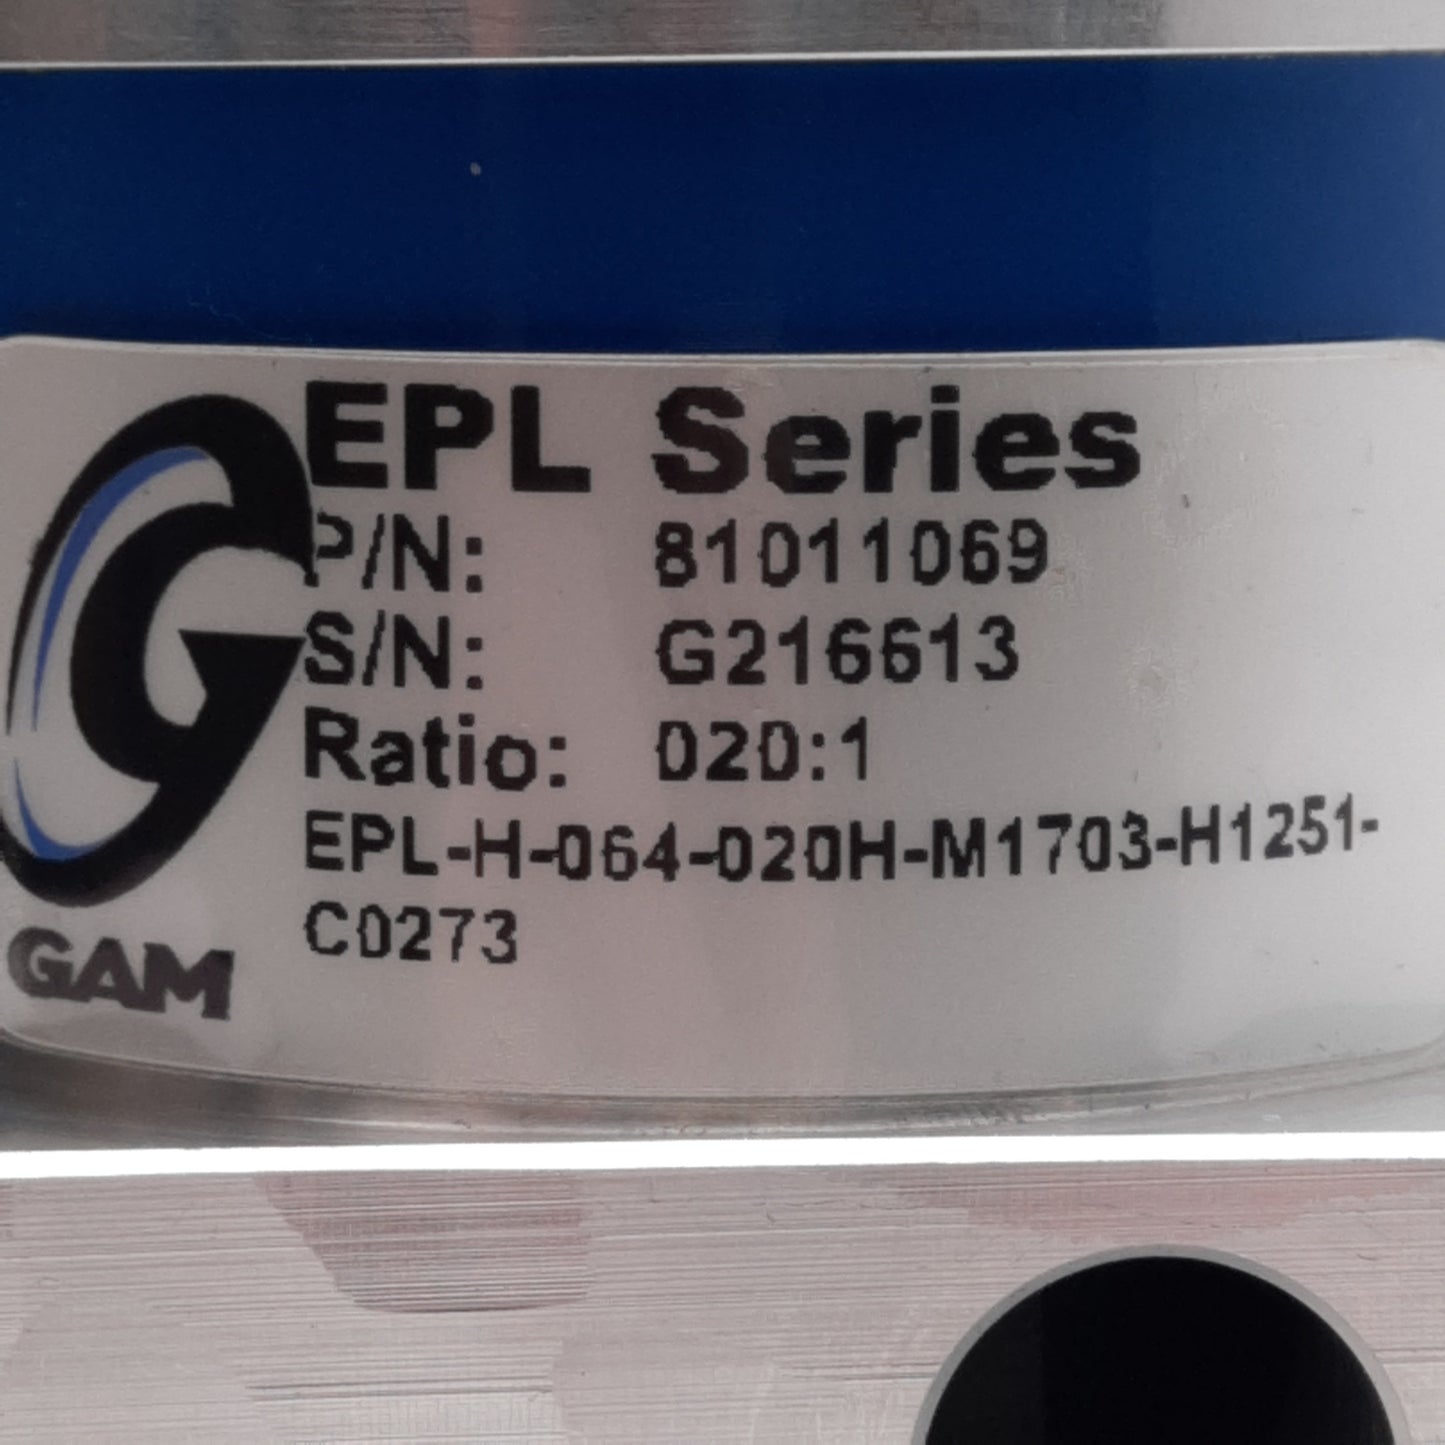 EPL Series
P/N: 81011069
S/N: G216613
Ratio: 020:1
EPL-H-064-020H-M1703-H1251-
C0273
GAM